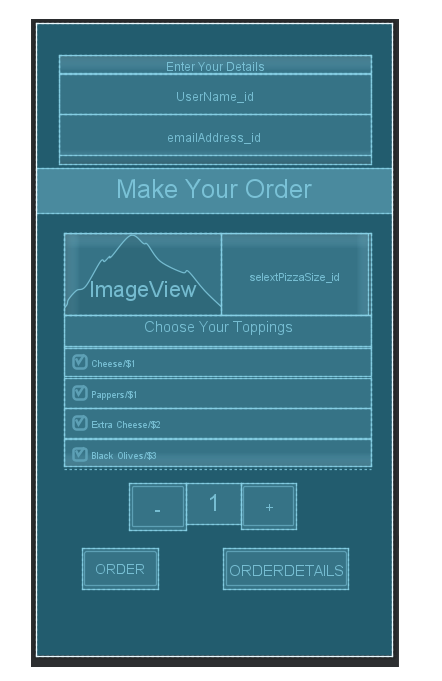 Enter Your Details
UserName_id
emailAddress_id
Make Your Order
ImageView
selextPizzaSize_id
Choose Your Toppings
Cheese/$1
Pappers/$1
Extra Cheese/$2
Black Olives/$3
- 1 +
ORDER ORDERDETAILS